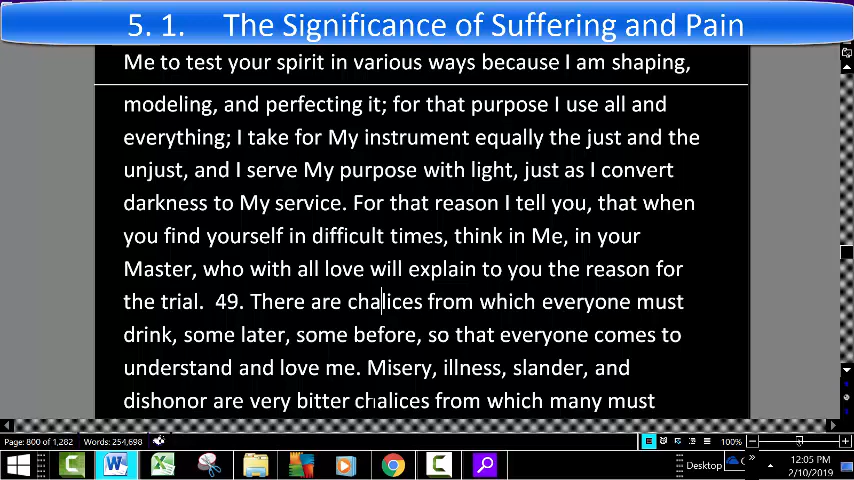 5. 1. The Significance of Suffering and Pain
Me to test your spirit in various ways because I am shaping,
modeling, and perfecting it; for that purpose I use all and
everything; I take for My instrument equally the just and the
unjust, and I serve My purpose with light, just as I convert
darkness to My service. For that reason I tell you, that when
you find yourself in difficult times, think in Me, in your
Master, who with all love will explain to you the reason for
the trial. 49. There are chalices from which everyone must
drink, some later, some before, so that everyone comes to
understand and love me. Misery, illness, slander, and
dishonor are very bitter chalices from which many must
Page: 800 of 1,282 Words: 254,698 100%
Desktop 12:05 PM
2/10/2019